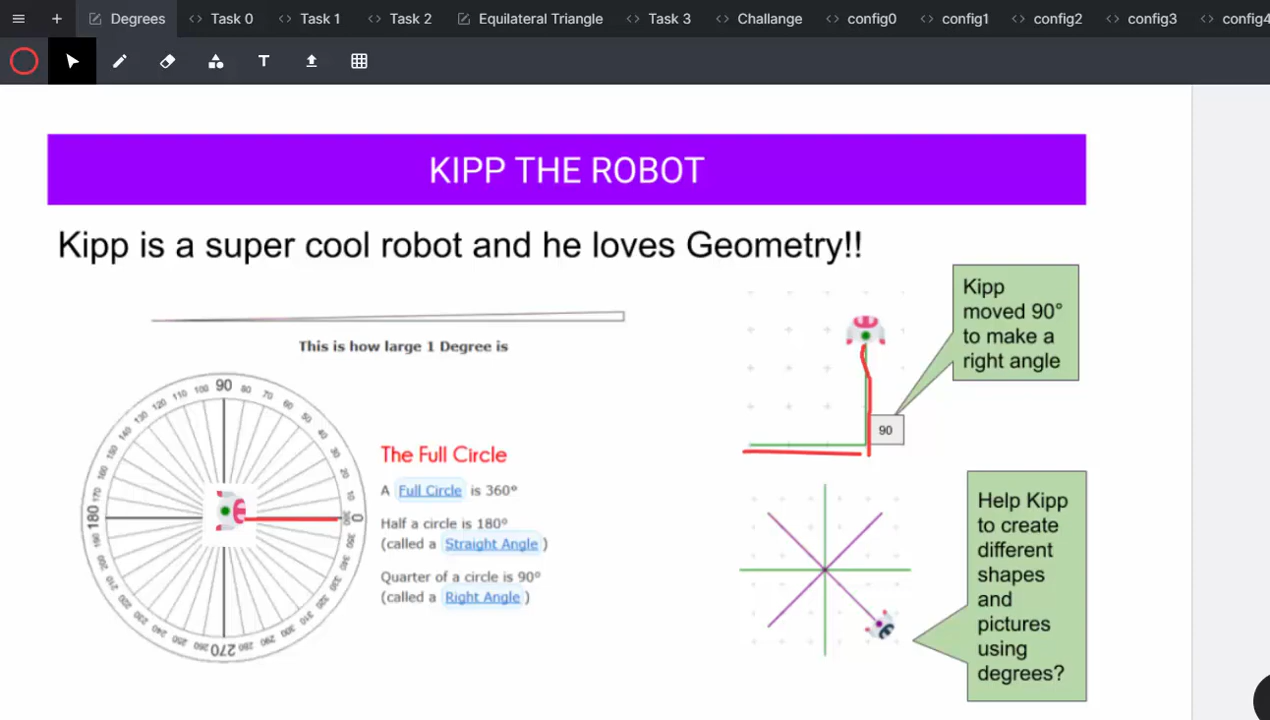 Degrees
Task 0
Task 1
Task 2
Equilateral Triangle
Task 3
Challange
config0
config1
config2
config3
config4
T
KIPP THE ROBOT
Kipp is a super cool robot and he loves Geometry!!
This is how large 1 Degree is
90
180
270
0
The Full Circle
A Full Circle is 360°
Half a circle is 180°
(called a Straight Angle )
Quarter of a circle is 90°
(called a Right Angle )
Kipp
moved 90°
to make a
right angle
90
Help Kipp
to create
different
shapes
and
pictures
using
degrees?